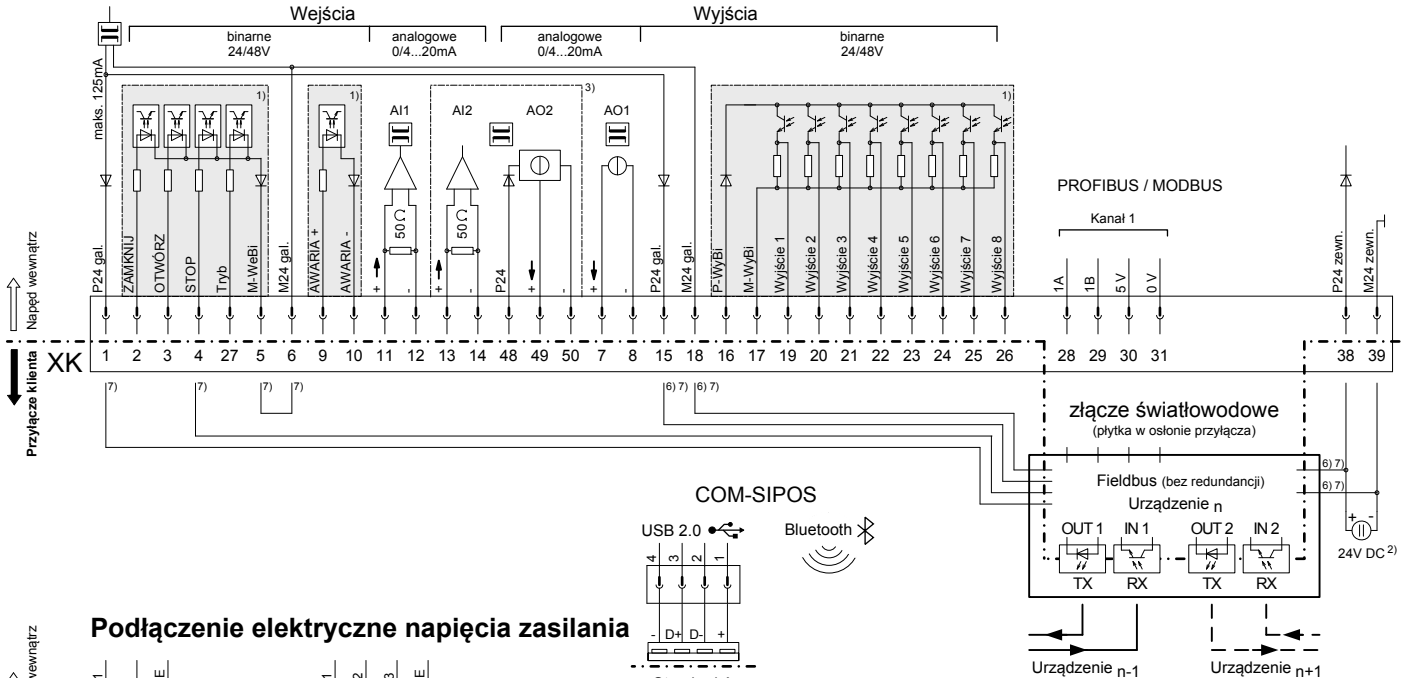 Wejścia
Wyjścia
binarne
24/48V
analogowe
0/4...20mA
analogowe
0/4...20mA
binarne
24/48V
maks. 125mA
1)
1)
AI1
AI2
AO2
3)
AO1
1)
50 Ω
50 Ω
PROFIBUS / MODBUS
Kanał 1
Napęd wewnątrz
P24 gal.
ZAMKNIJ
OTWÓRZ
STOP
Tryb
M-WeBi
M24 gal.
AWARIA +
AWARIA -
+
-
+
-
P24
+
-
+
-
P24 gal.
M24 gal.
P-WyBi
M-WyBi
Wyjście 1
Wyjście 2
Wyjście 3
Wyjście 4
Wyjście 5
Wyjście 6
Wyjście 7
Wyjście 8
1A
1B
5 V
0 V
P24 zewn.
M24 zewn.
XK 1 2 3 4 27 5 6 9 10 11 12 13 14 48 49 50 7 8 15 18 16 17 19 20 21 22 23 24 25 26 28 29 30 31 38 39
Przyłącze klienta
7) 7) 7) 7) 6) 7) 6) 7)
złącze światłowodowe
(płytka w osłonie przyłącza)
Fieldbus (bez redundancji)
Urządzenie n
6) 7)
6) 7)
OUT 1 IN 1 OUT 2 IN 2
TX RX TX RX
+ -
24V DC 2)
Urządzenie n-1
Urządzenie n+1
COM-SIPOS
USB 2.0
Bluetooth
4 3 2 1
- D+ D- +
Podłączenie elektryczne napięcia zasilania